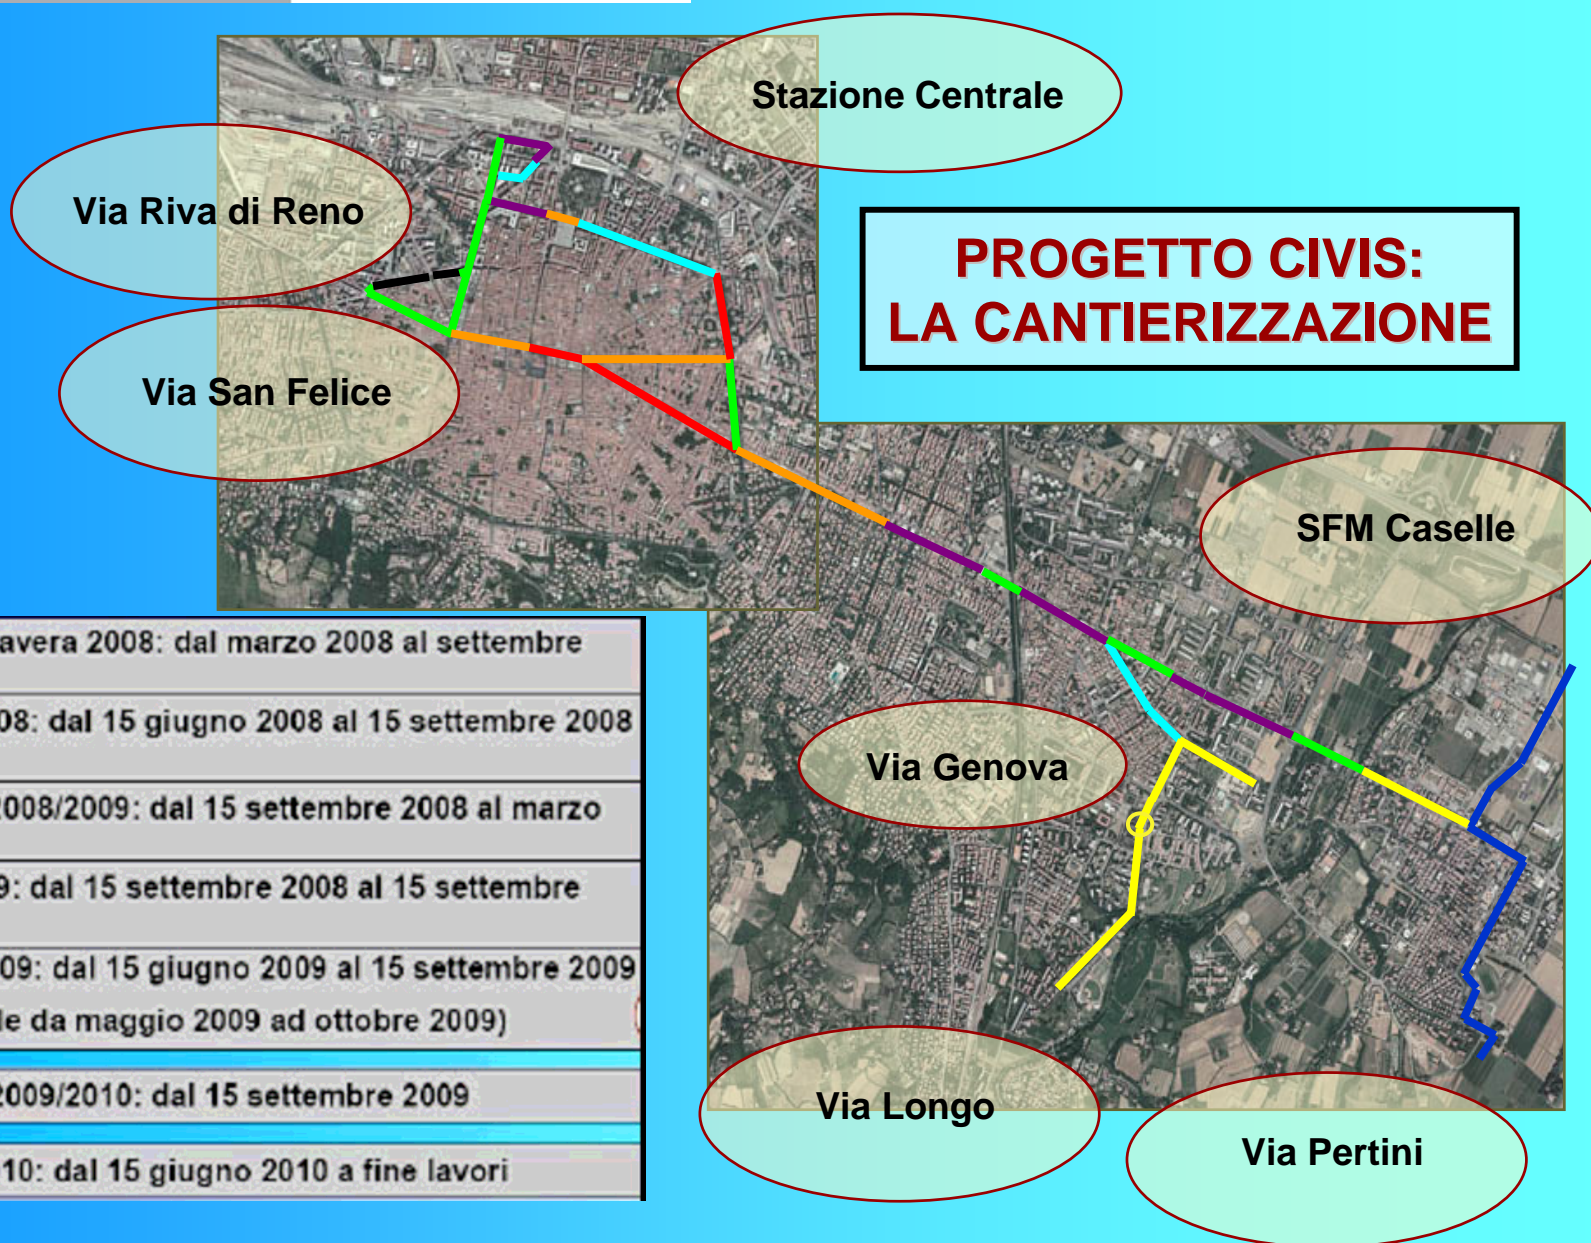 Stazione Centrale
Via Riva di Reno
PROGETTO CIVIS:
LA CANTIERIZZAZIONE
Via San Felice
SFM Caselle
avera 2008: dal marzo 2008 al settembre
08: dal 15 giugno 2008 al 15 settembre 2008
Via Genova
2008/2009: dal 15 settembre 2008 al marzo
9: dal 15 settembre 2008 al 15 settembre
09: dal 15 giugno 2009 al 15 settembre 2009
le da maggio 2009 ad ottobre 2009)
2009/2010: dal 15 settembre 2009
Via Longo
Via Pertini
10: dal 15 giugno 2010 a fine lavori